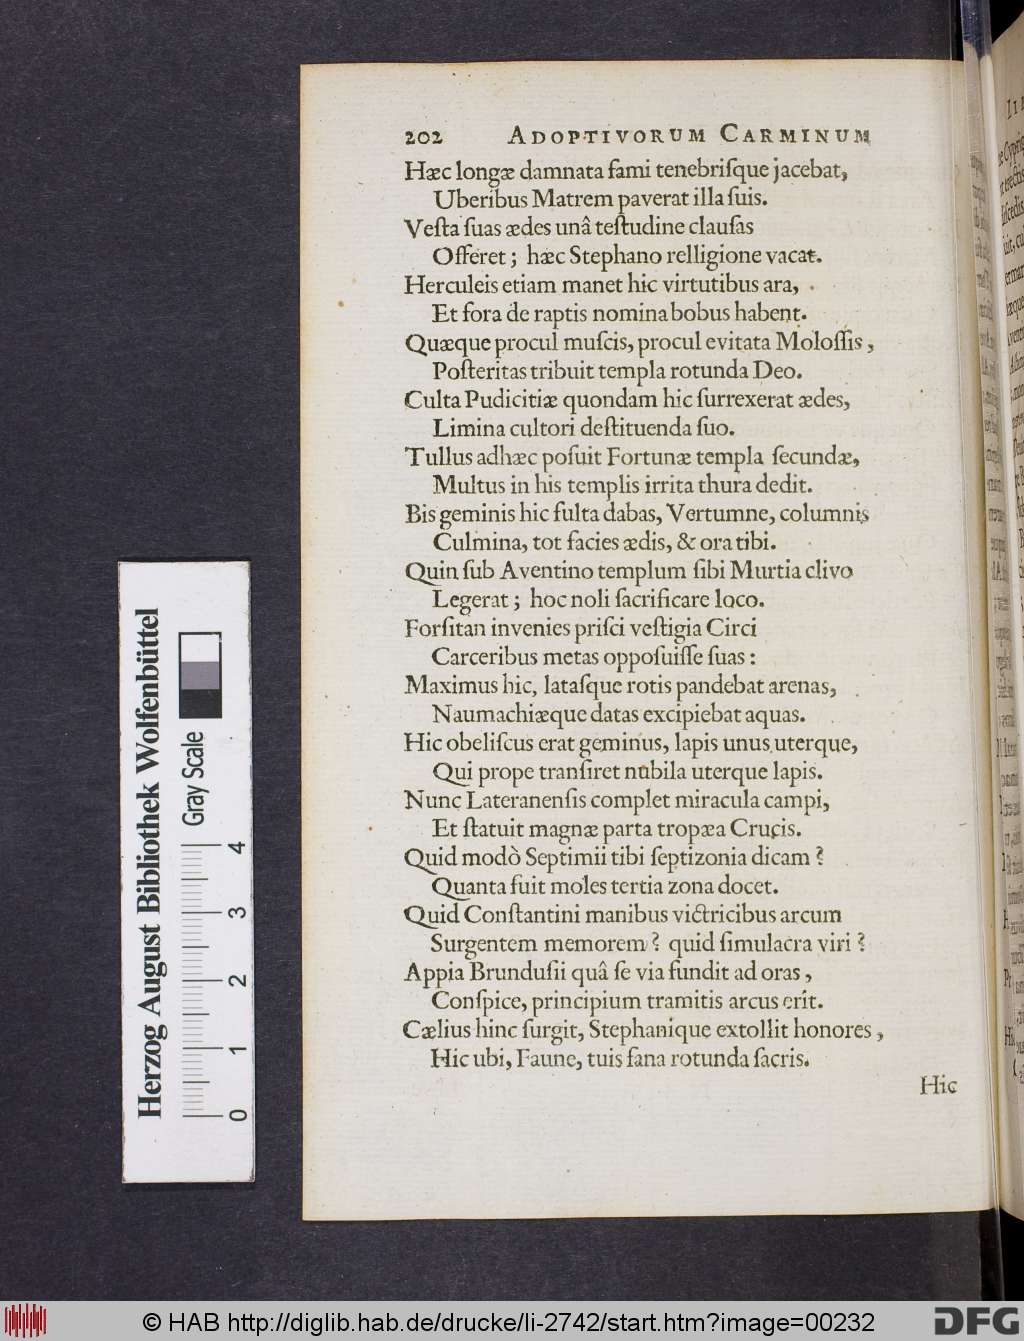 202 ADOPTIVORUM CARMINUM
Hæc longæ damnata fami tenebriſque jacebat,
Uberibus Matrem paverat illa ſuis.
Veſta ſuas ædes unâ teſtudine clauſas
Offeret ; hæc Stephano relligione vacat.
Herculeis etiam manet hic virtutibus ara,
Et fora de raptis nomina bobus habent.
Quæque procul muſcis, procul evitata Moloſſis ,
Poſteritas tribuit templa rotunda Deo.
Culta Pudicitiæ quondam hic ſurrexerat ædes,
Limina cultori deſtituenda ſuo.
Tullus adhæc poſuit Fortunæ templa ſecundæ,
Multus in his templis irrita thura dedit.
Bis geminis hic fulta dabas, Vertumne, columnis
Culmina, tot facies ædis, & ora tibi.
Quin ſub Aventino templum ſibi Murtia clivo
Legerat ; hoc noli ſacrificare loco.
Forſitan invenies priſci veſtigia Circi
Carceribus metas oppoſuiſſe ſuas :
Maximus hic, lataſque rotis pandebat arenas,
Naumachiæque datas excipiebat aquas.
Hic obeliſcus erat geminus, lapis unus uterque,
Qui prope tranſiret nubila uterque lapis.
Nunc Lateranenſis complet miracula campi,
Et ſtatuit magnæ parta tropæa Crucis.
Quid modò Septimii tibi ſeptizonia dicam ?
Quanta fuit moles tertia zona docet.
Quid Conſtantini manibus victricibus arcum
Surgentem memorem ? quid ſimulacra viri ?
Appia Brunduſii quâ ſe via fundit ad oras ,
Conſpice, principium tramitis arcus erit.
Cælius hinc ſurgit, Stephanique extollit honores ,
Hic ubi, Faune, tuis fana rotunda ſacris.
Hic
Herzog August Bibliothek Wolfenbüttel
Gray Scale
0 1 2 3 4
© HAB http://diglib.hab.de/drucke/li-2742/start.htm?image=00232
DFG